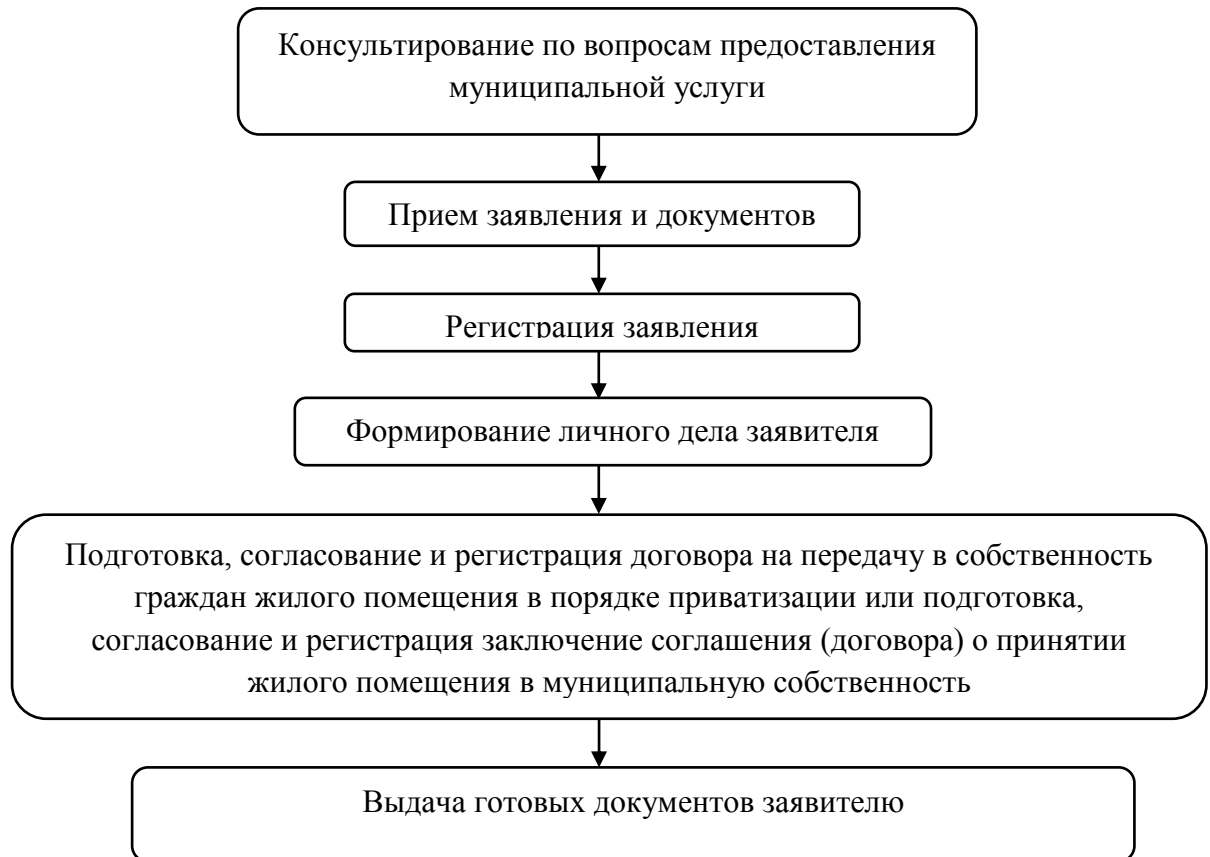 Консультирование по вопросам предоставления
муниципальной услуги
Прием заявления и документов
Регистрация заявления
Формирование личного дела заявителя
Подготовка, согласование и регистрация договора на передачу в собственность
граждан жилого помещения в порядке приватизации или подготовка,
согласование и регистрация заключение соглашения (договора) о принятии
жилого помещения в муниципальную собственность
Выдача готовых документов заявителю